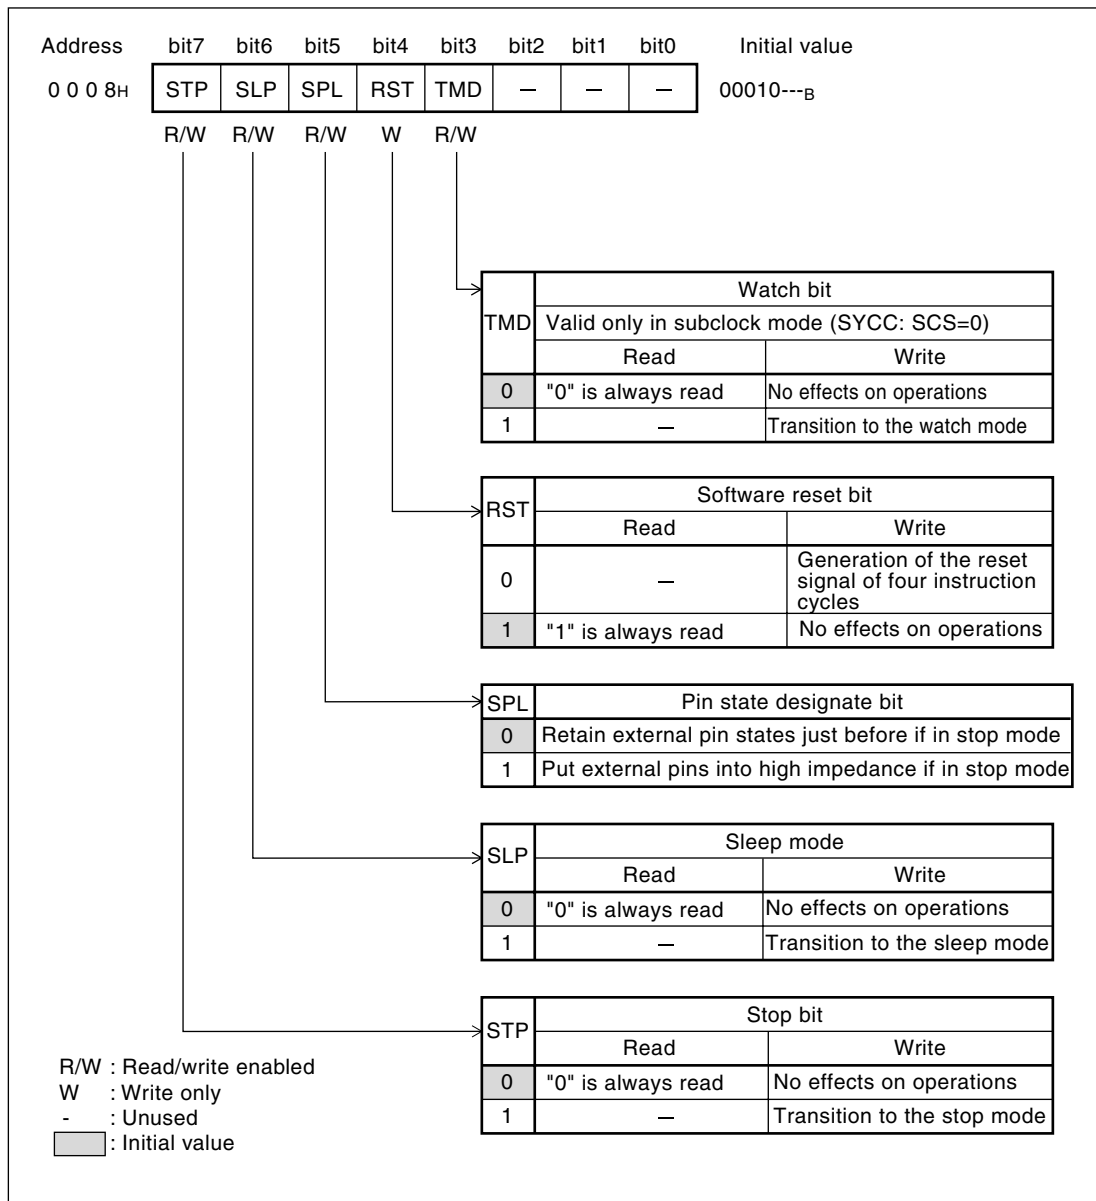 Address bit7 bit6 bit5 bit4 bit3 bit2 bit1 bit0 Initial value
0 0 0 8H STP SLP SPL RST TMD — — — 00010---B
R/W R/W R/W W R/W
TMD Watch bit
Valid only in subclock mode (SYCC: SCS=0)
Read Write
0 "0" is always read No effects on operations
1 — Transition to the watch mode
RST Software reset bit
Read Write
0 — Generation of the reset
signal of four instruction
cycles
1 "1" is always read No effects on operations
SPL Pin state designate bit
0 Retain external pin states just before if in stop mode
1 Put external pins into high impedance if in stop mode
SLP Sleep mode
Read Write
0 "0" is always read No effects on operations
1 — Transition to the sleep mode
STP Stop bit
Read Write
0 "0" is always read No effects on operations
1 — Transition to the stop mode
R/W : Read/write enabled
W : Write only
- : Unused
: Initial value